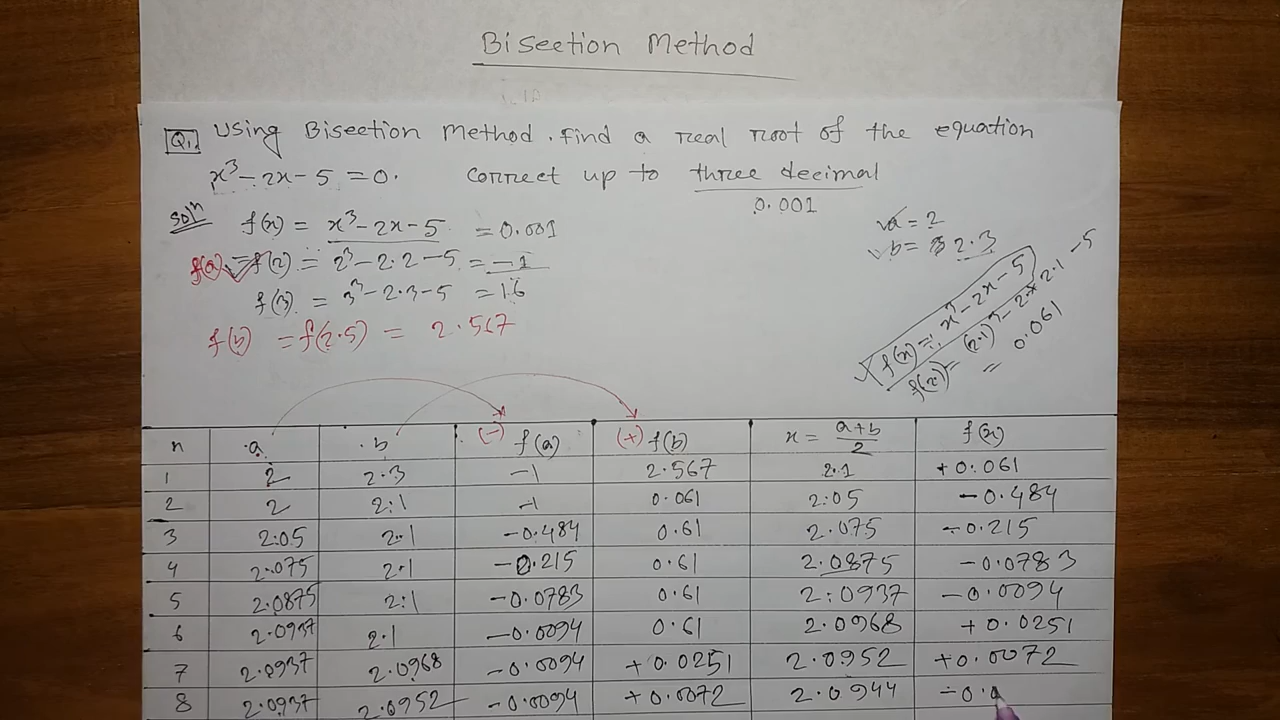 Bisection Method
Q1. Using Bisection Method. Find a real root of the equation
x³ - 2x - 5 = 0. Correct up to three decimal
0.001
Solⁿ f(x) = x³ - 2x - 5 = 0.001
f(a) = f(2) = 2³ - 2.2 - 5 = -1
f(3) = 3³ - 2.3 - 5 = 16
f(b) = f(2.5) = 2.567
a = 2
b = 2.3
f(x) = x³ - 2x - 5
f(x) = (2.1)³ - 2 x 2.1 - 5
= 0.061
n a b (-) f(a) (+) f(b) x = a+b/2 f(x)
1 2 2.3 -1 2.567 2.1 +0.061
2 2 2.1 -1 0.061 2.05 -0.484
3 2.05 2.1 -0.484 0.61 2.075 -0.215
4 2.075 2.1 -0.215 0.61 2.0875 -0.0783
5 2.0875 2.1 -0.0783 0.61 2.0937 -0.0094
6 2.0937 2.1 -0.0094 0.61 2.0968 +0.0251
7 2.0937 2.0968 -0.0094 +0.0251 2.0952 +0.0072
8 2.0937 2.0952 -0.0094 +0.0072 2.0944 -0.0